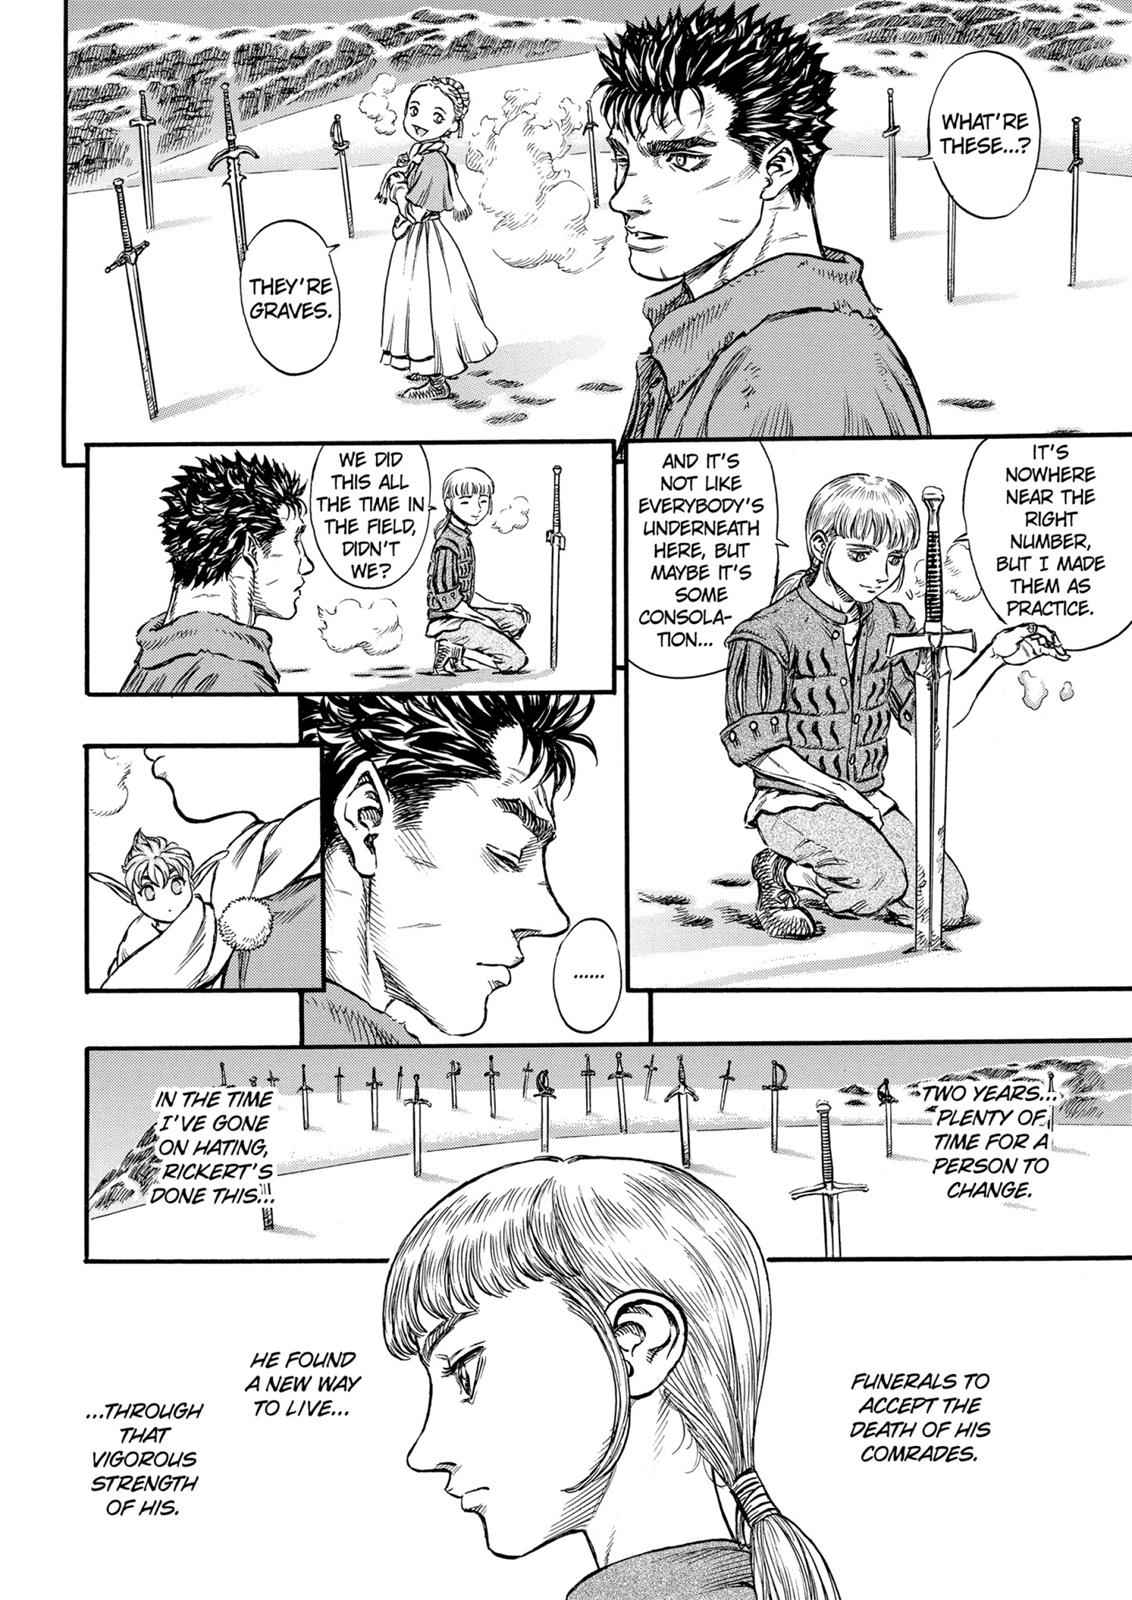 WHAT'RE
THESE...?
THEY'RE
GRAVES.
IT'S
NOWHERE
NEAR THE
RIGHT
NUMBER,
BUT I MADE
THEM AS
PRACTICE.
AND IT'S
NOT LIKE
EVERYBODY'S
UNDERNEATH
HERE, BUT
MAYBE IT'S
SOME
CONSOLA-
TION...
WE DID
THIS ALL
THE TIME IN
THE FIELD,
DIDN'T
WE?
......
TWO YEARS...
PLENTY OF
TIME FOR A
PERSON TO
CHANGE.
IN THE TIME
I'VE GONE
ON HATING,
RICKERT'S
DONE THIS...
FUNERALS TO
ACCEPT THE
DEATH OF HIS
COMRADES.
HE FOUND
A NEW WAY
TO LIVE...
...THROUGH
THAT
VIGOROUS
STRENGTH
OF HIS.